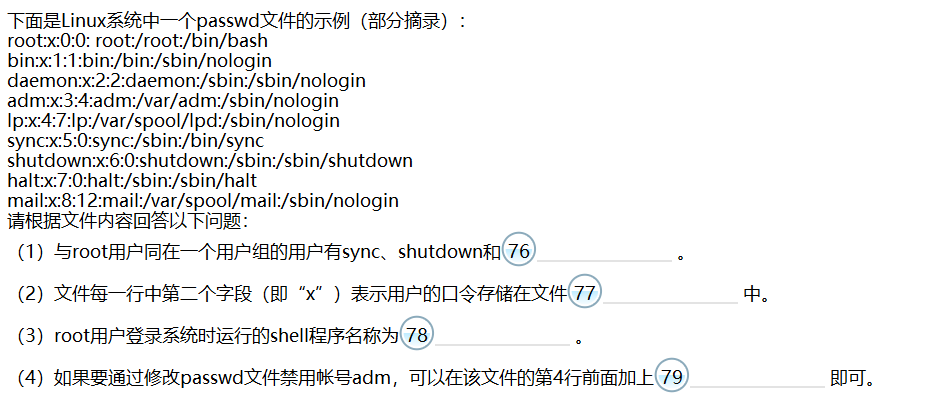 下面是Linux系统中一个passwd文件的示例（部分摘录）：
root:x:0:0: root:/root:/bin/bash
bin:x:1:1:bin:/bin:/sbin/nologin
daemon:x:2:2:daemon:/sbin:/sbin/nologin
adm:x:3:4:adm:/var/adm:/sbin/nologin
lp:x:4:7:lp:/var/spool/lpd:/sbin/nologin
sync:x:5:0:sync:/sbin:/bin/sync
shutdown:x:6:0:shutdown:/sbin:/sbin/shutdown
halt:x:7:0:halt:/sbin:/sbin/halt
mail:x:8:12:mail:/var/spool/mail:/sbin/nologin
请根据文件内容回答以下问题：
（1）与root用户同在一个用户组的用户有sync、shutdown和76 。
（2）文件每一行中第二个字段（即“x”）表示用户的口令存储在文件77 中。
（3）root用户登录系统时运行的shell程序名称为78 。
（4）如果要通过修改passwd文件禁用帐号adm，可以在该文件的第4行前面加上79 即可。